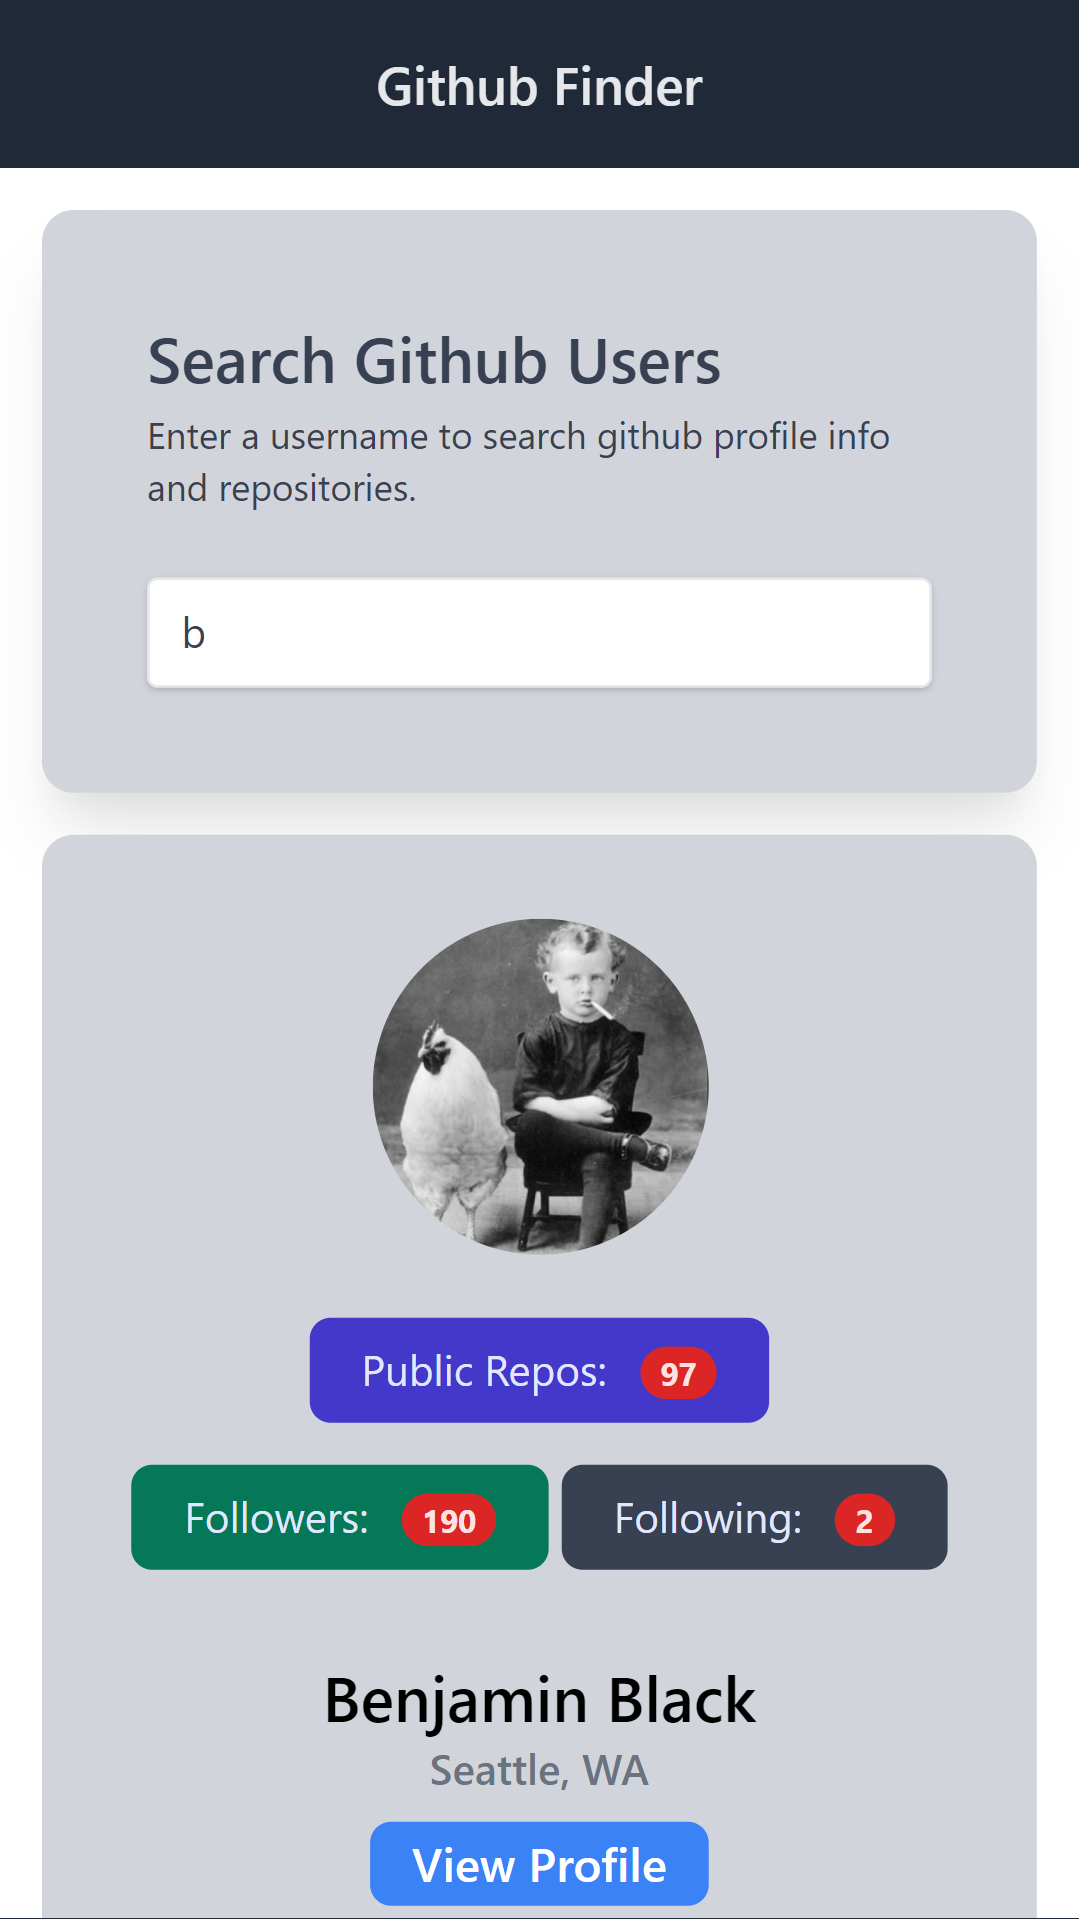 Github Finder
Search Github Users
Enter a username to search github profile info
and repositories.
b
Public Repos: 97
Followers: 190 Following: 2
Benjamin Black
Seattle, WA
View Profile